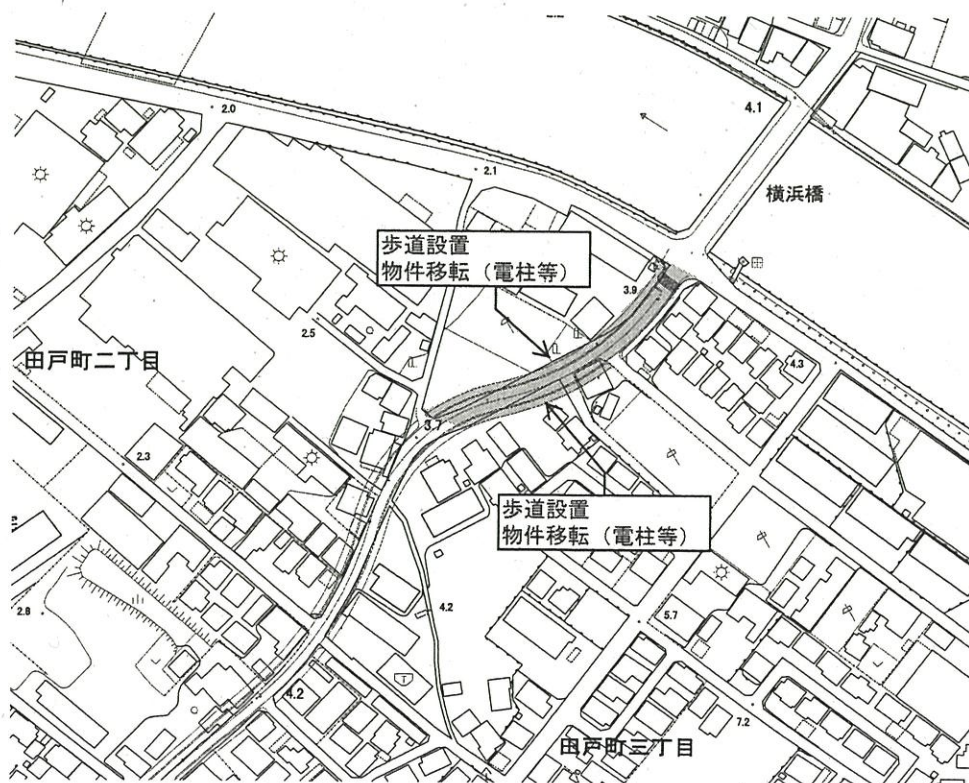 4.1
2.0
2.1
横浜橋
歩道設置
物件移転（電柱等）
3.9
2.5
田戸町二丁目
4.3
3.7
2.3
歩道設置
物件移転（電柱等）
2.8
4.2
5.7
4.2
7.2
田戸町三丁目